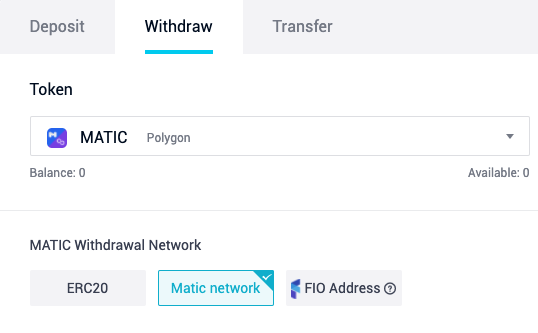 Deposit Withdraw Transfer
Token
MATIC Polygon
Balance: 0 Available: 0
MATIC Withdrawal Network
ERC20 Matic network FIO Address ?